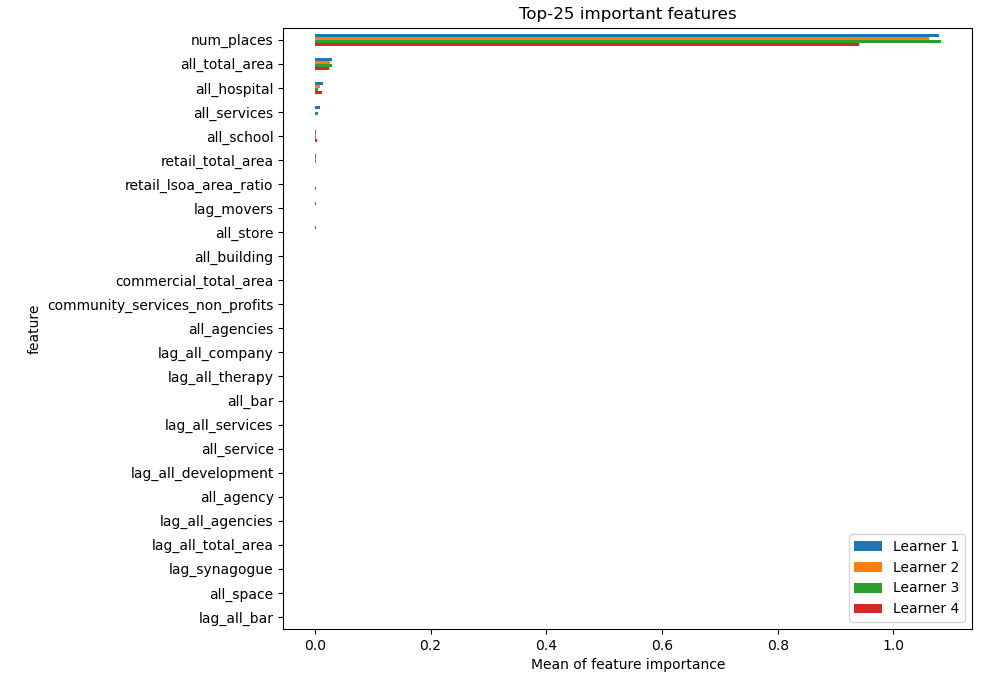 Top-25 important features
num_places
all_total_area
all_hospital
all_services
all_school
retail_total_area
retail_lsoa_area_ratio
lag_movers
all_store
all_building
commercial_total_area
community_services_non_profits
all_agencies
lag_all_company
lag_all_therapy
all_bar
lag_all_services
all_service
lag_all_development
all_agency
lag_all_agencies
lag_all_total_area
lag_synagogue
all_space
lag_all_bar
feature
Learner 1
Learner 2
Learner 3
Learner 4
0.0 0.2 0.4 0.6 0.8 1.0
Mean of feature importance